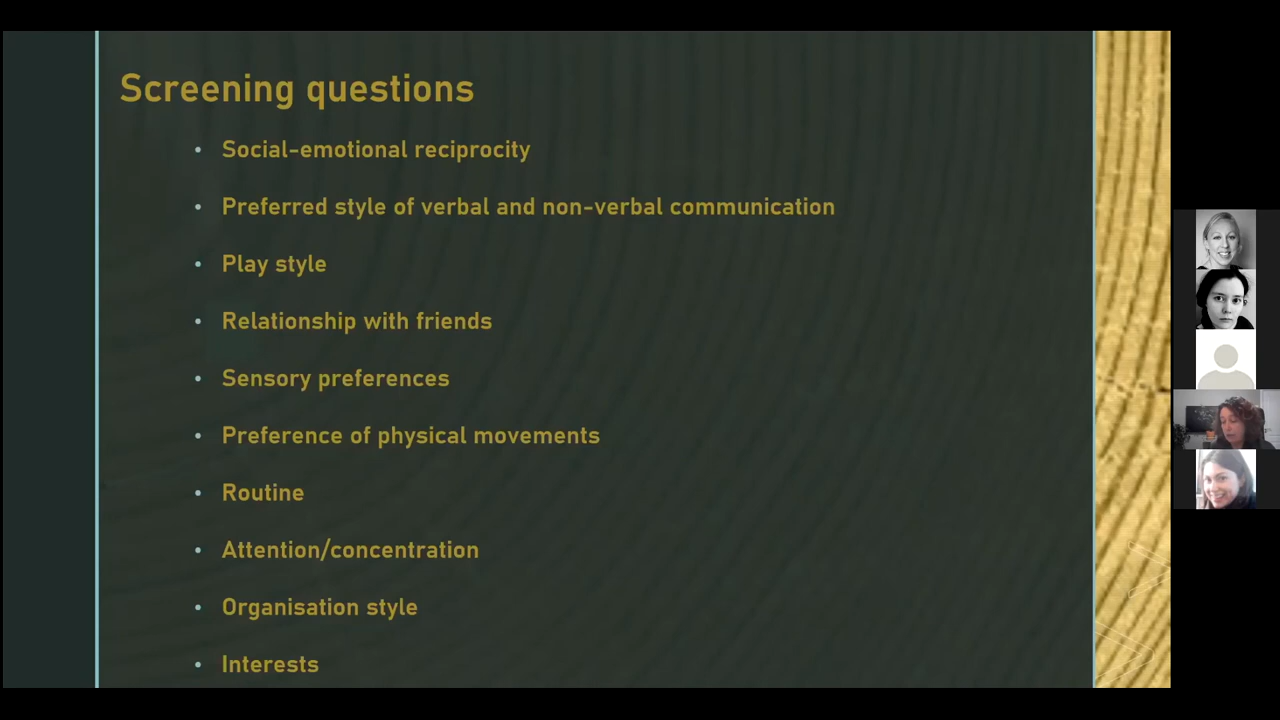 Screening questions
• Social-emotional reciprocity
• Preferred style of verbal and non-verbal communication
• Play style
• Relationship with friends
• Sensory preferences
• Preference of physical movements
• Routine
• Attention/concentration
• Organisation style
• Interests